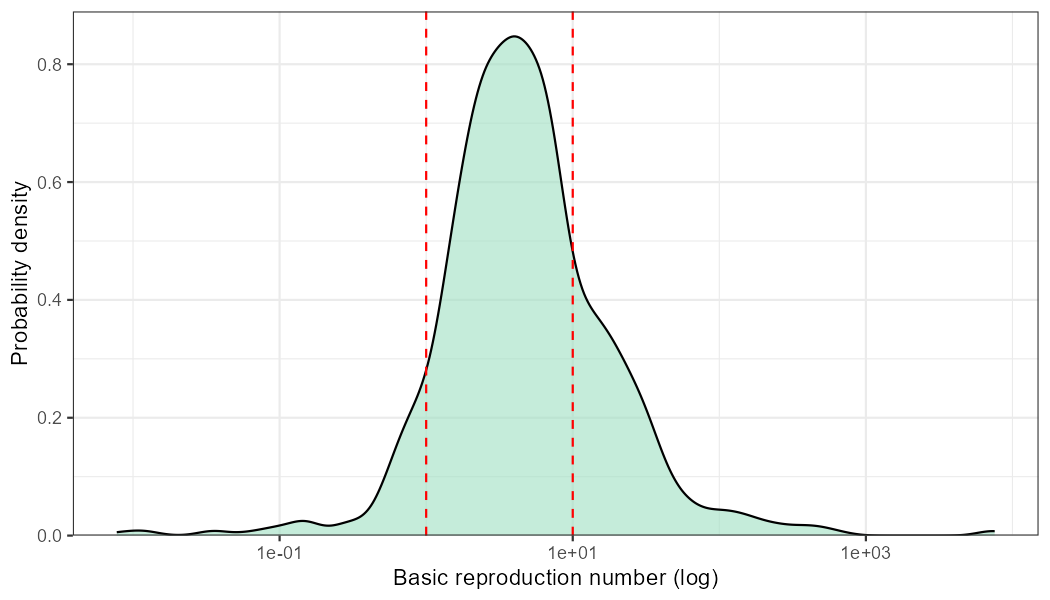 Probability density
0.8
0.6
0.4
0.2
0.0
1e-01
1e+01
1e+03
Basic reproduction number (log)